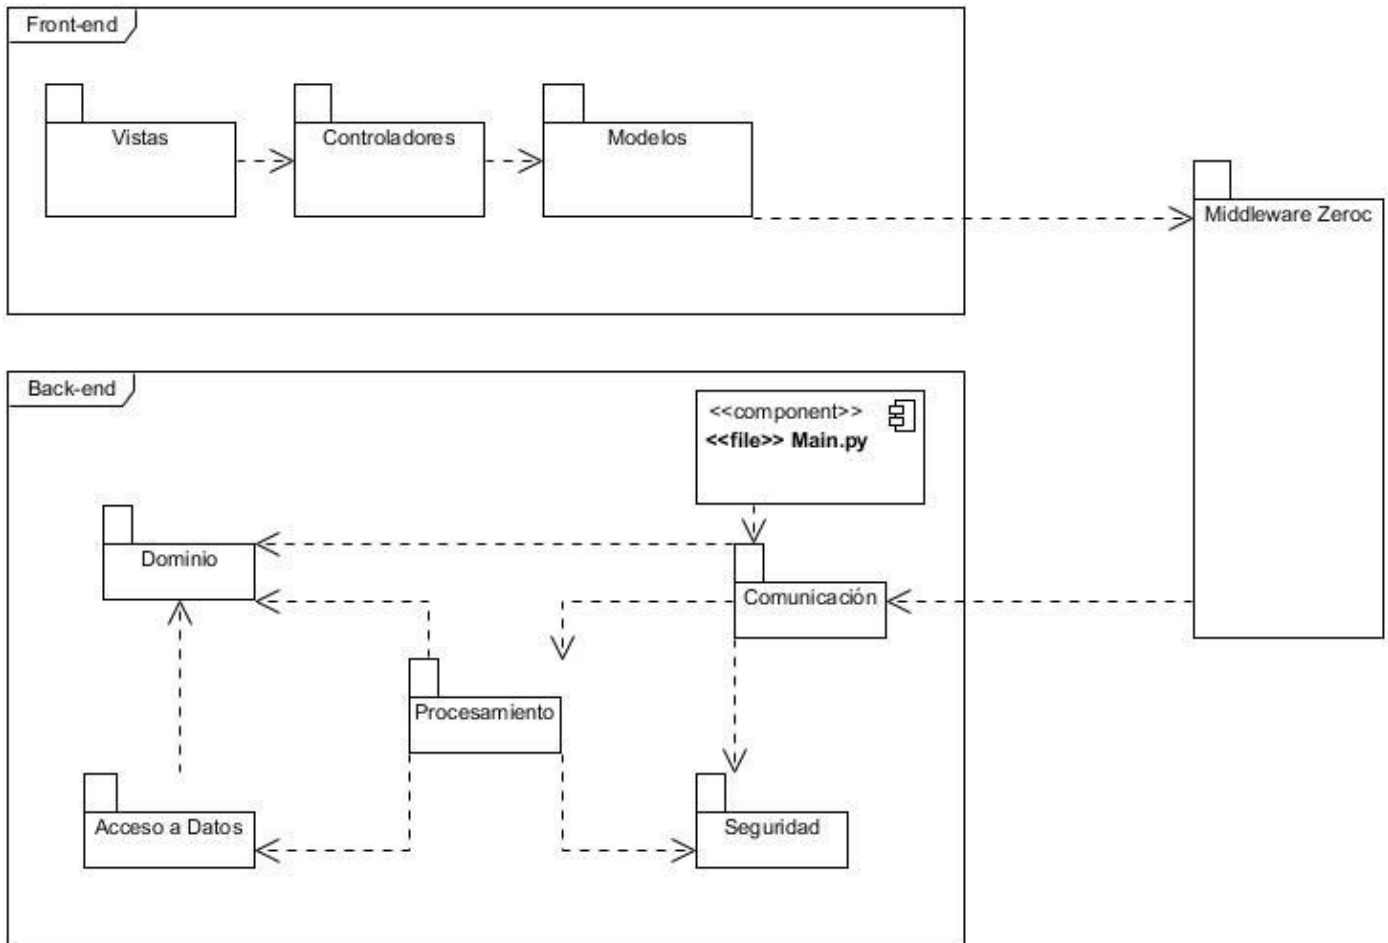 Front-end
Vistas
Controladores
Modelos
Middleware Zeroc
Back-end
<<component>>
<<file>> Main.py
Dominio
Comunicación
Procesamiento
Acceso a Datos
Seguridad